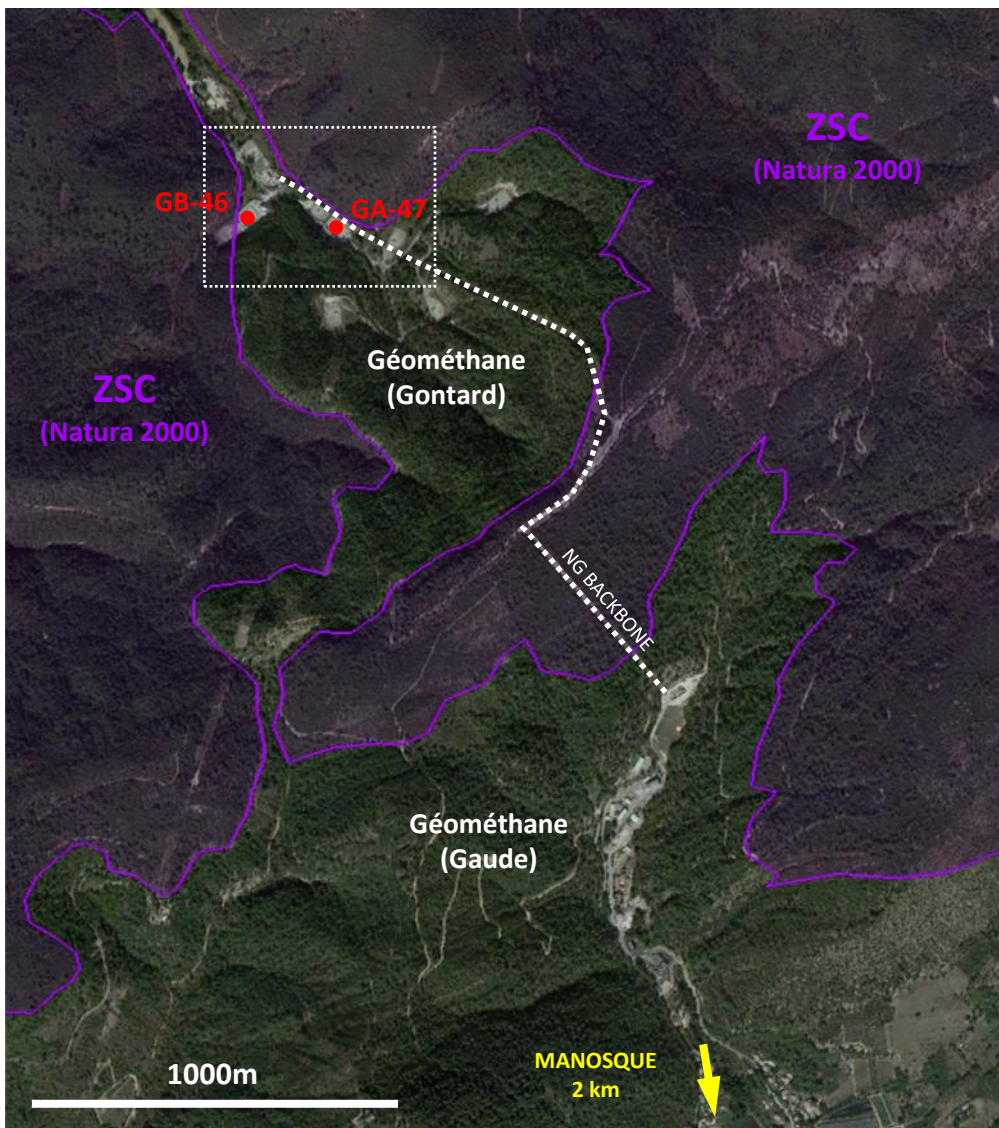 ZSC
(Natura 2000)
GB-46
GA-47
Géométhane
(Gontard)
ZSC
(Natura 2000)
NG BACKBONE
Géométhane
(Gaude)
MANOSQUE
2 km
1000m